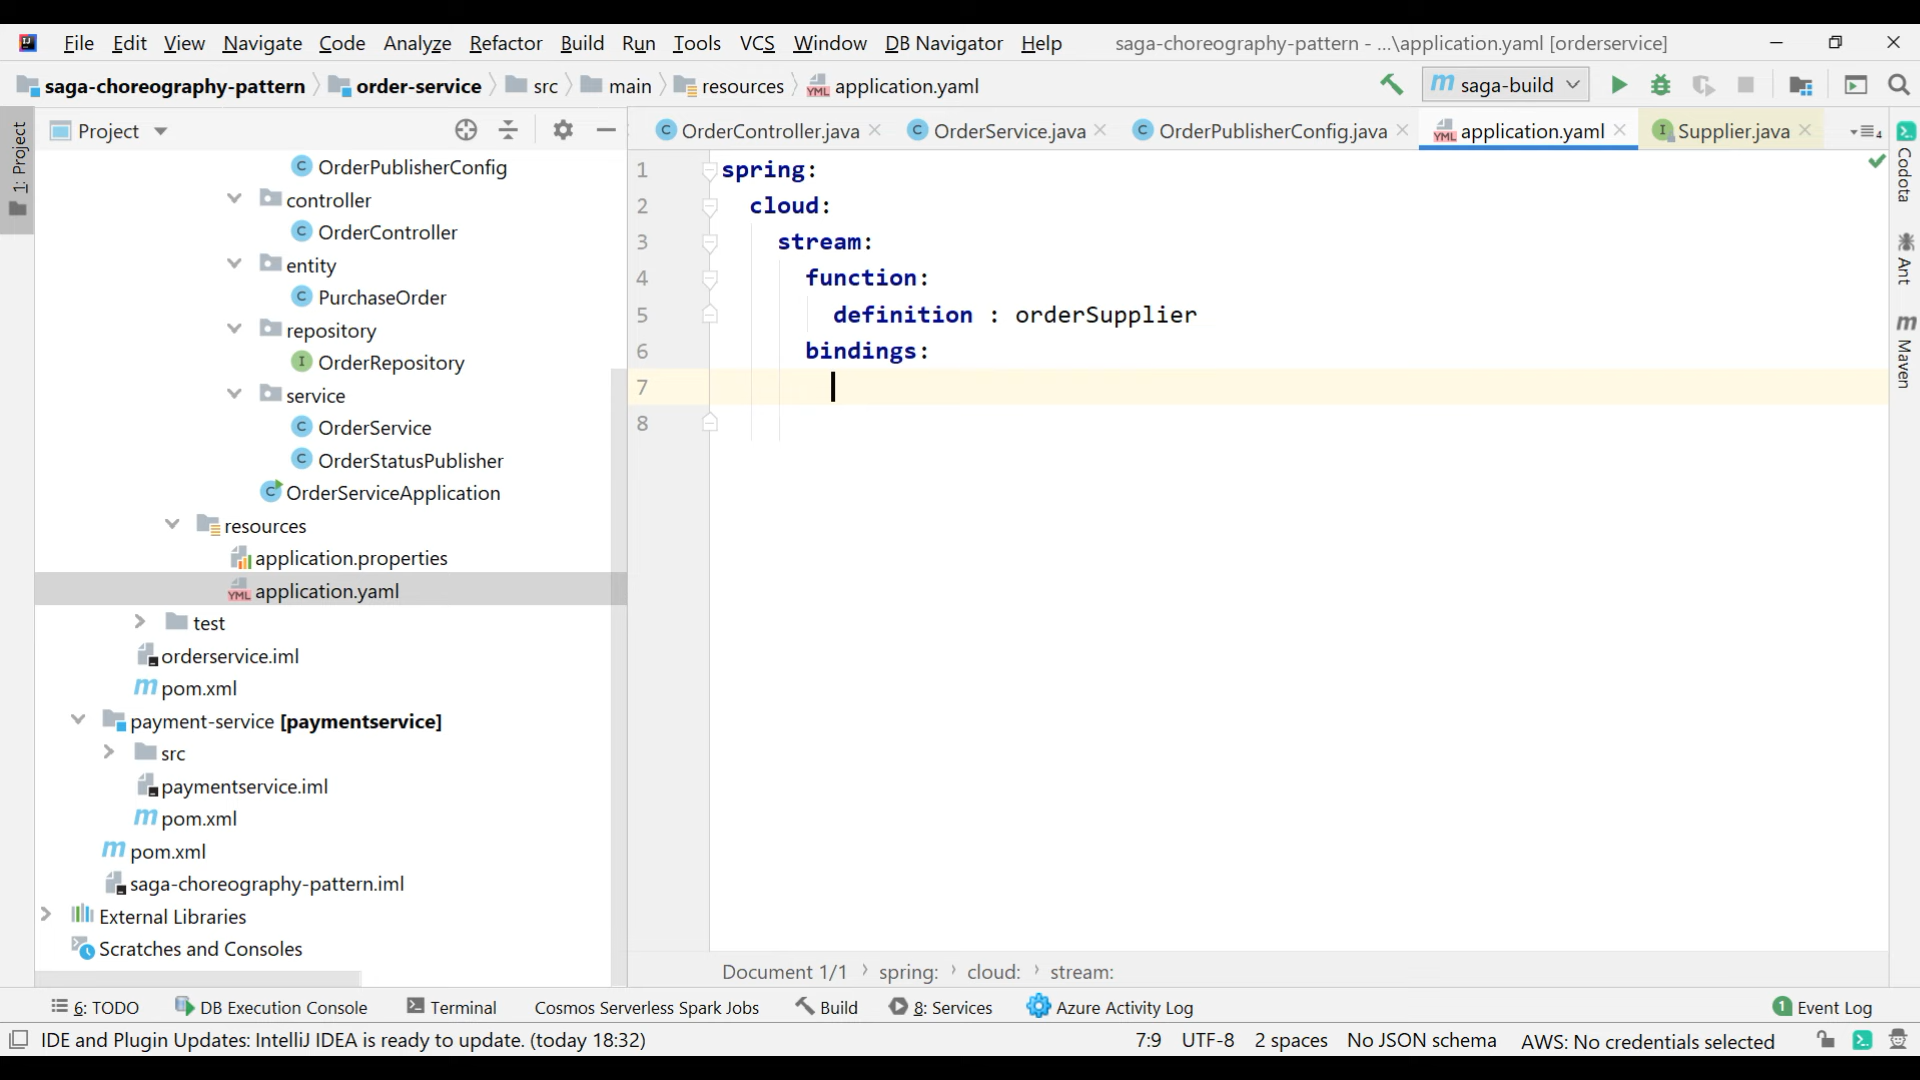 File Edit View Navigate Code Analyze Refactor Build Run Tools VCS Window DB Navigator Help saga-choreography-pattern - ...\application.yaml [orderservice]
saga-choreography-pattern order-service src main resources application.yaml saga-build
1: Project
Project
OrderPublisherConfig
controller
OrderController
entity
PurchaseOrder
repository
OrderRepository
service
OrderService
OrderStatusPublisher
OrderServiceApplication
resources
application.properties
application.yaml
test
orderservice.iml
pom.xml
payment-service [paymentservice]
src
paymentservice.iml
pom.xml
pom.xml
saga-choreography-pattern.iml
External Libraries
Scratches and Consoles
OrderController.java OrderService.java OrderPublisherConfig.java application.yaml Supplier.java 4
1 spring:
2 cloud:
3 stream:
4 function:
5 definition : orderSupplier
6 bindings:
7
8
Document 1/1 spring: cloud: stream:
Codota
Ant
Maven
6: TODO DB Execution Console Terminal Cosmos Serverless Spark Jobs Build 8: Services Azure Activity Log 1 Event Log
IDE and Plugin Updates: IntelliJ IDEA is ready to update. (today 18:32) 7:9 UTF-8 2 spaces No JSON schema AWS: No credentials selected